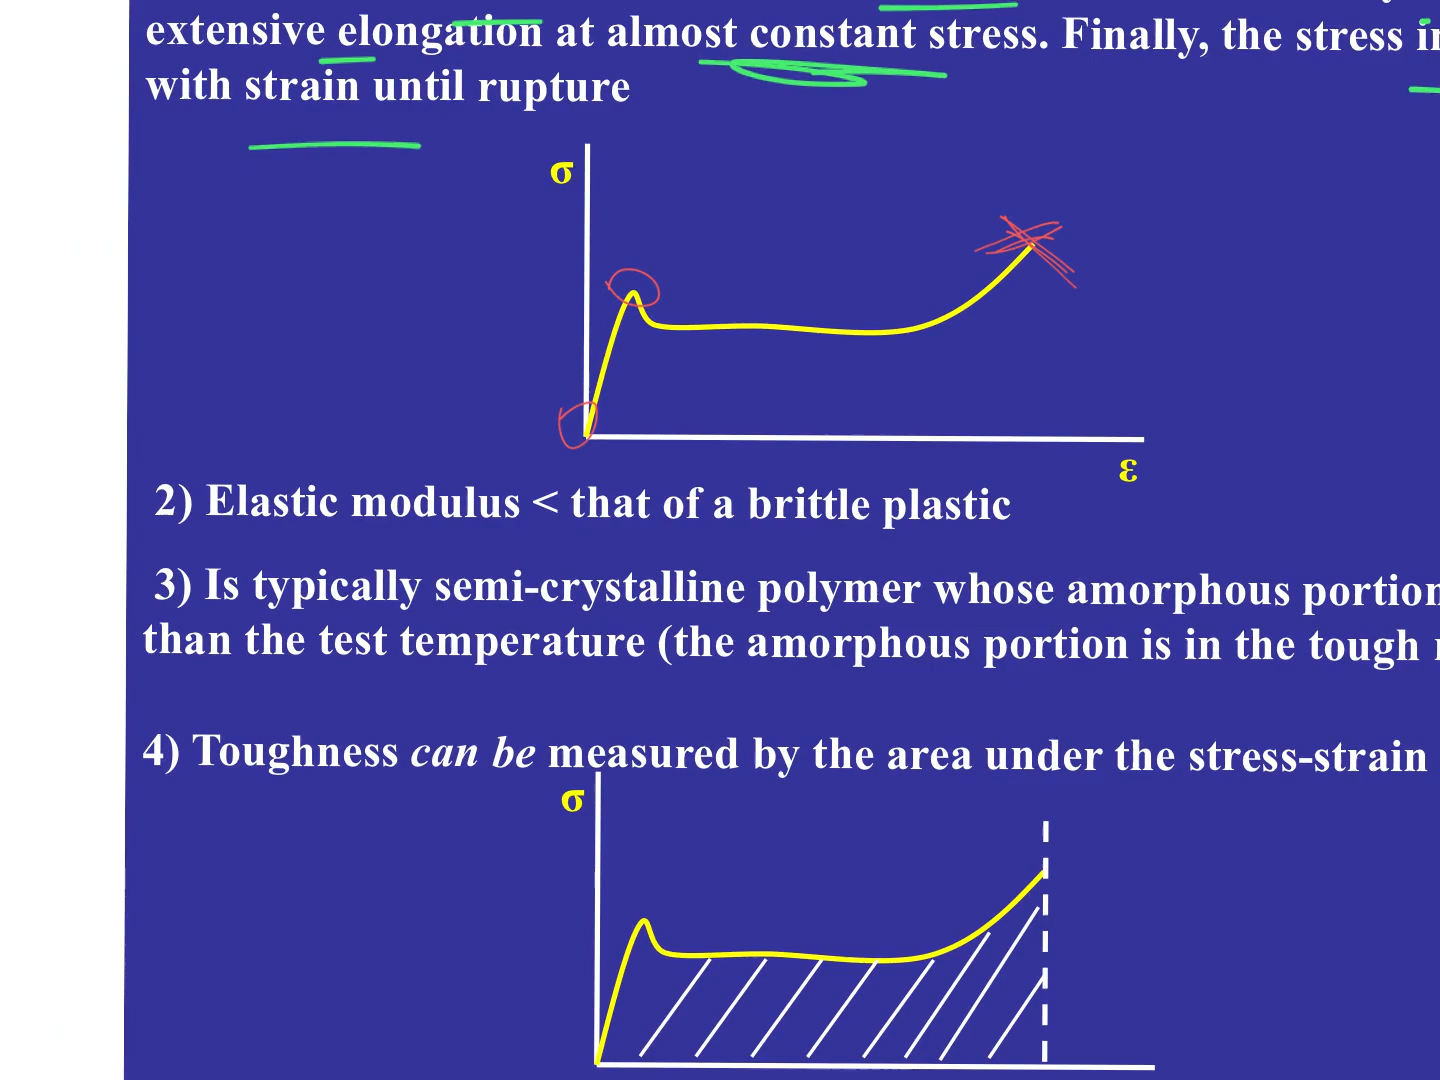 extensive elongation at almost constant stress. Finally, the stress in
with strain until rupture
σ
ε
2) Elastic modulus < that of a brittle plastic
3) Is typically semi-crystalline polymer whose amorphous portion
than the test temperature (the amorphous portion is in the tough
4) Toughness can be measured by the area under the stress-strain
σ